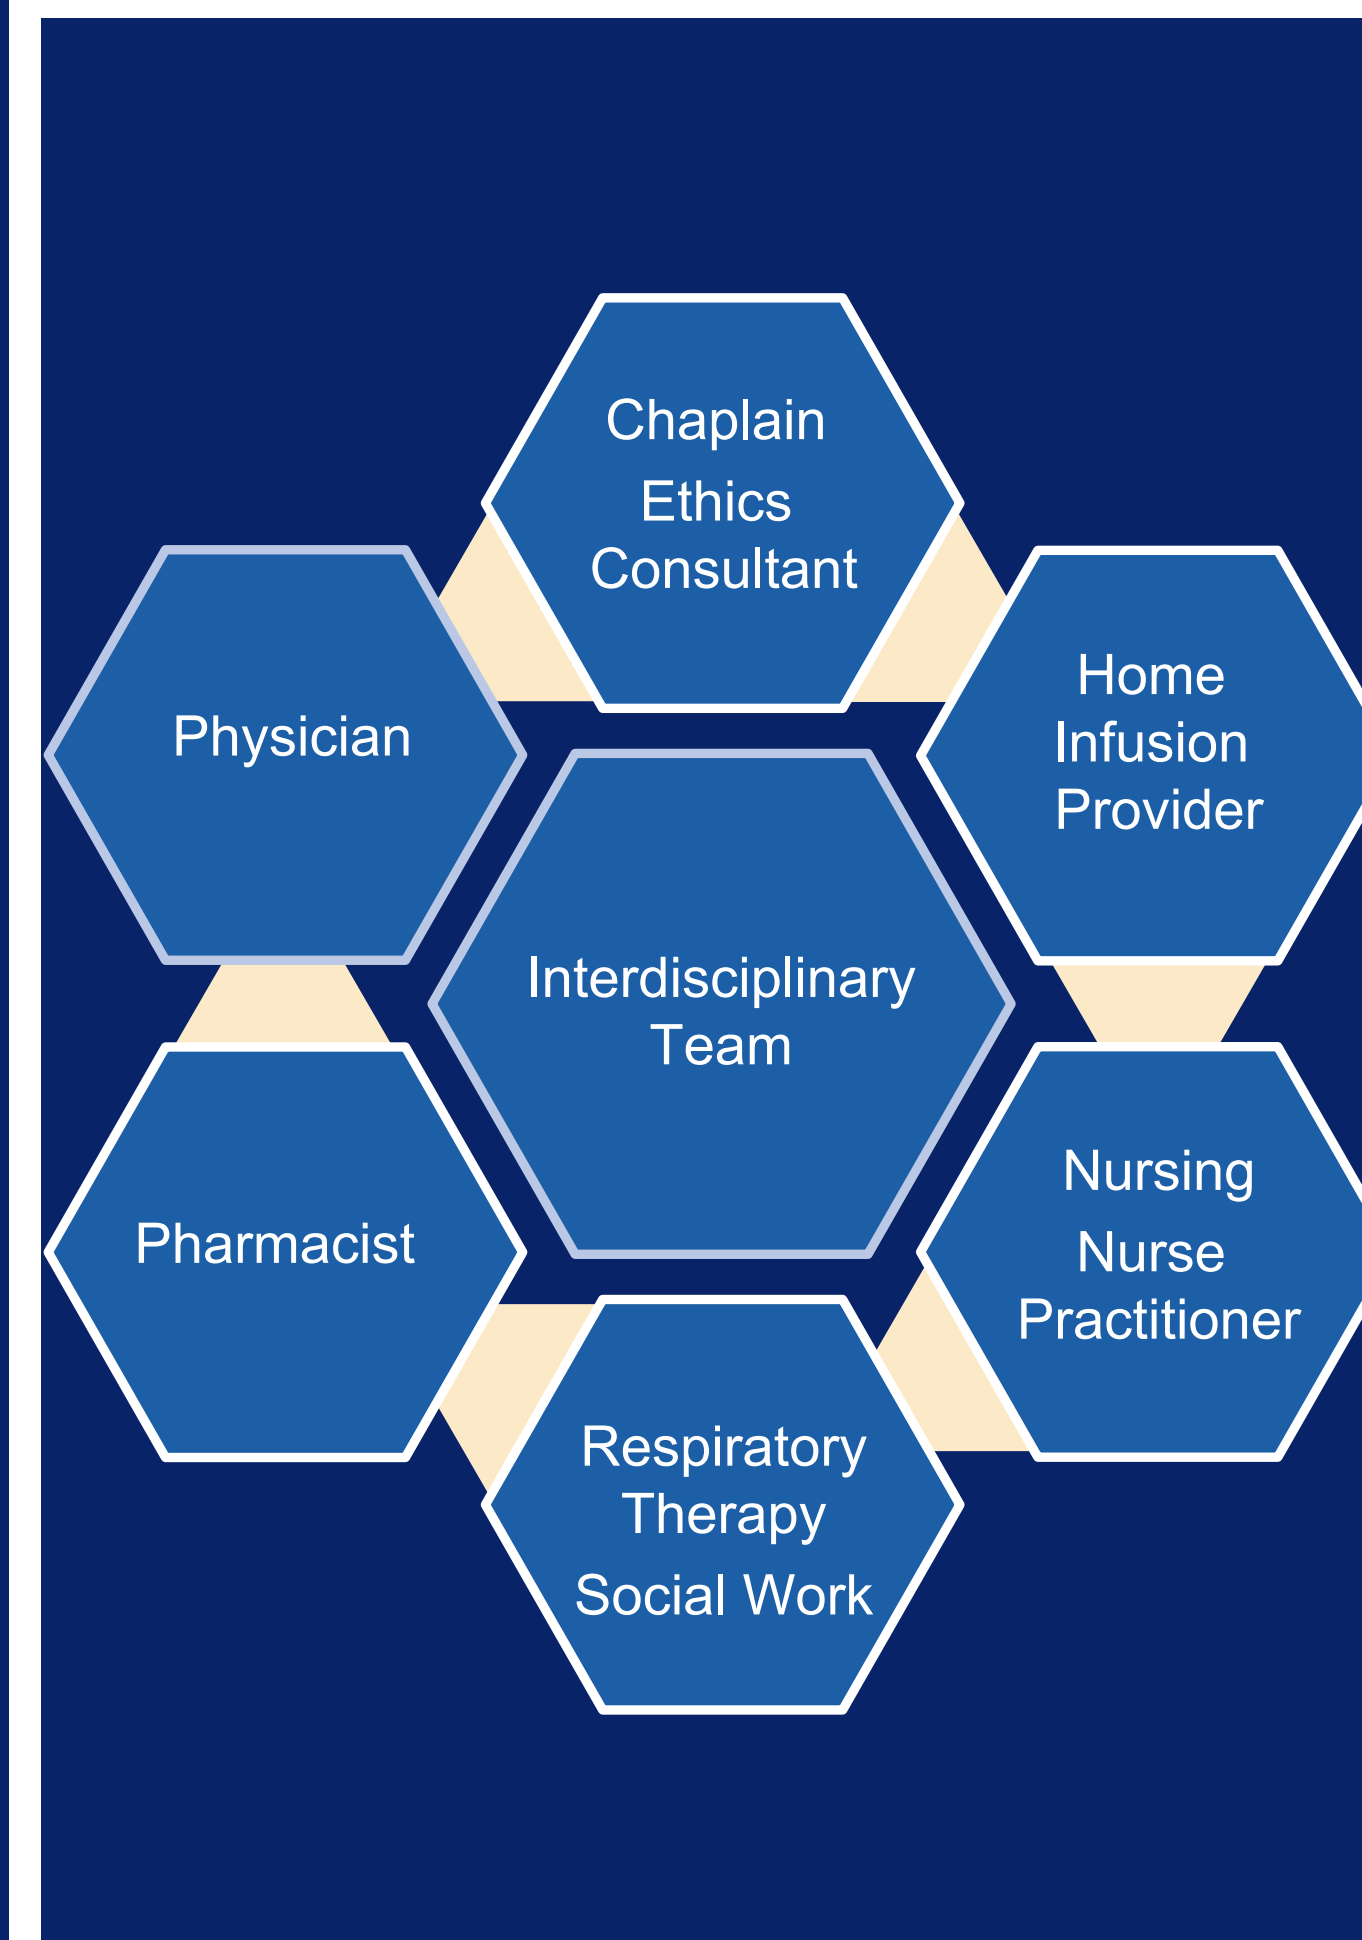 Chaplain
Ethics
Consultant
Home
Infusion
Provider
Physician
Interdisciplinary
Team
Nursing
Nurse
Practitioner
Pharmacist
Respiratory
Therapy
Social Work